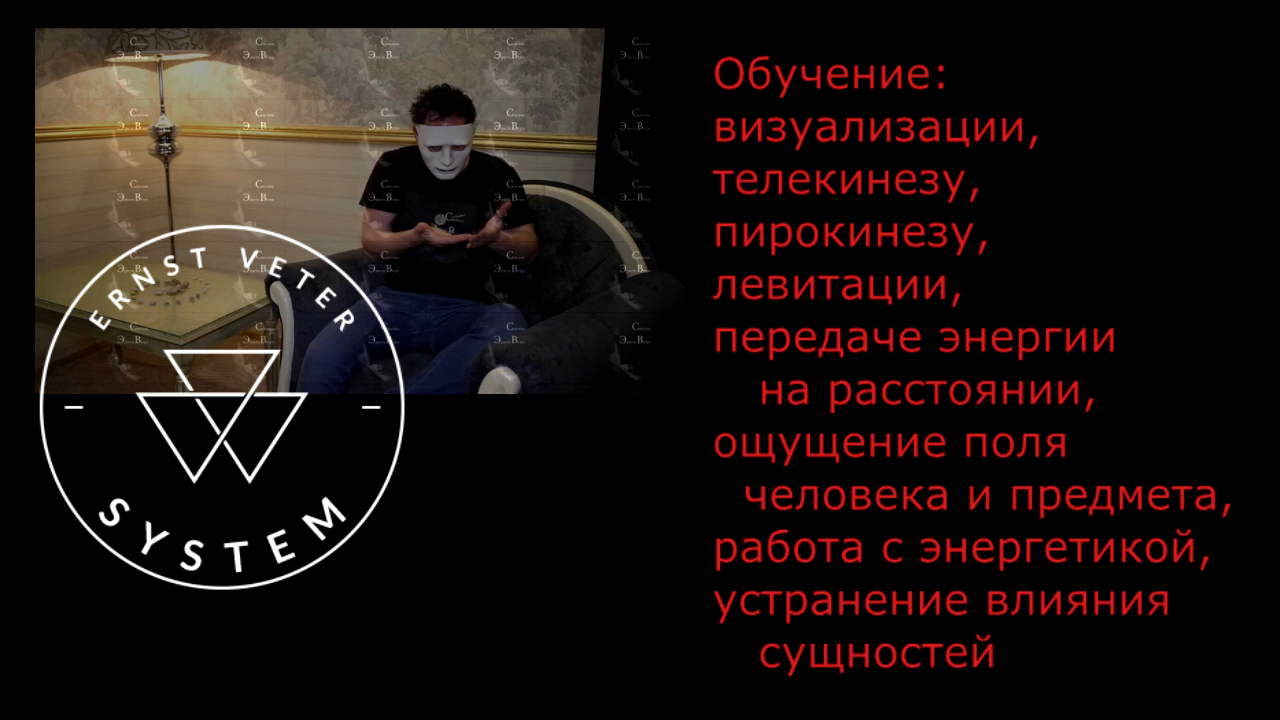 ERNST VETER
SYSTEM
Обучение:
визуализации,
телекинезу,
пирокинезу,
левитации,
передаче энергии
на расстоянии,
ощущение поля
человека и предмета,
работа с энергетикой,
устранение влияния
сущностей